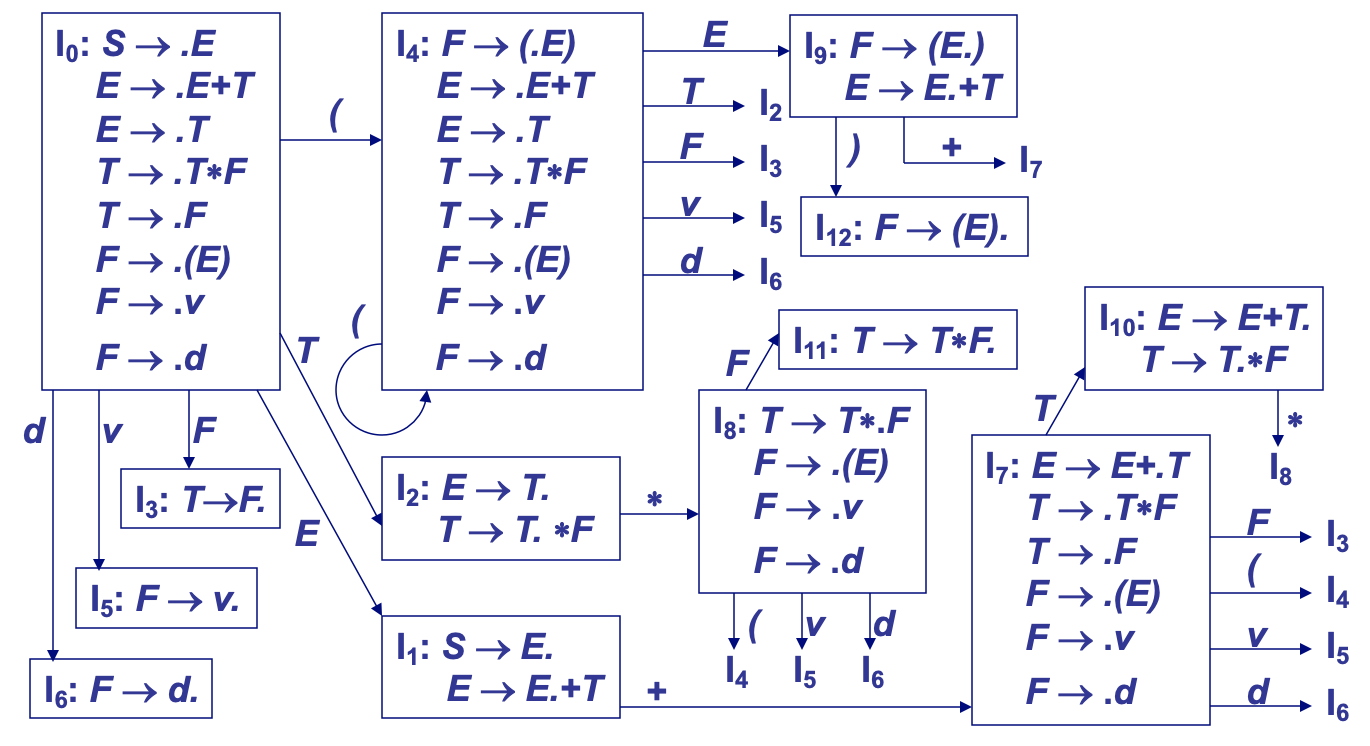 I₀: S → .E
E → .E+T
E → .T
T → .T*F
T → .F
F → .(E)
F → .v
F → .d
(
I₄: F → (.E)
E → .E+T
E → .T
T → .T*F
T → .F
F → .(E)
F → .v
F → .d
(
E
T
I₂
F
I₃
v
I₅
d
I₆
I₉: F → (E.)
E → E.+T
)
+
I₇
I₁₂: F → (E).
d
v
F
T
E
I₃: T→F.
I₅: F → v.
I₆: F → d.
I₂: E → T.
T → T. *F
*
I₁: S → E.
E → E.+T
+
F
I₁₁: T → T*F.
I₈: T → T*.F
F → .(E)
F → .v
F → .d
(
v
d
I₄
I₅
I₆
T
I₁₀: E → E+T.
T → T.*F
*
I₈
I₇: E → E+.T
T → .T*F
T → .F
F → .(E)
F → .v
F → .d
F
I₃
(
I₄
v
I₅
d
I₆